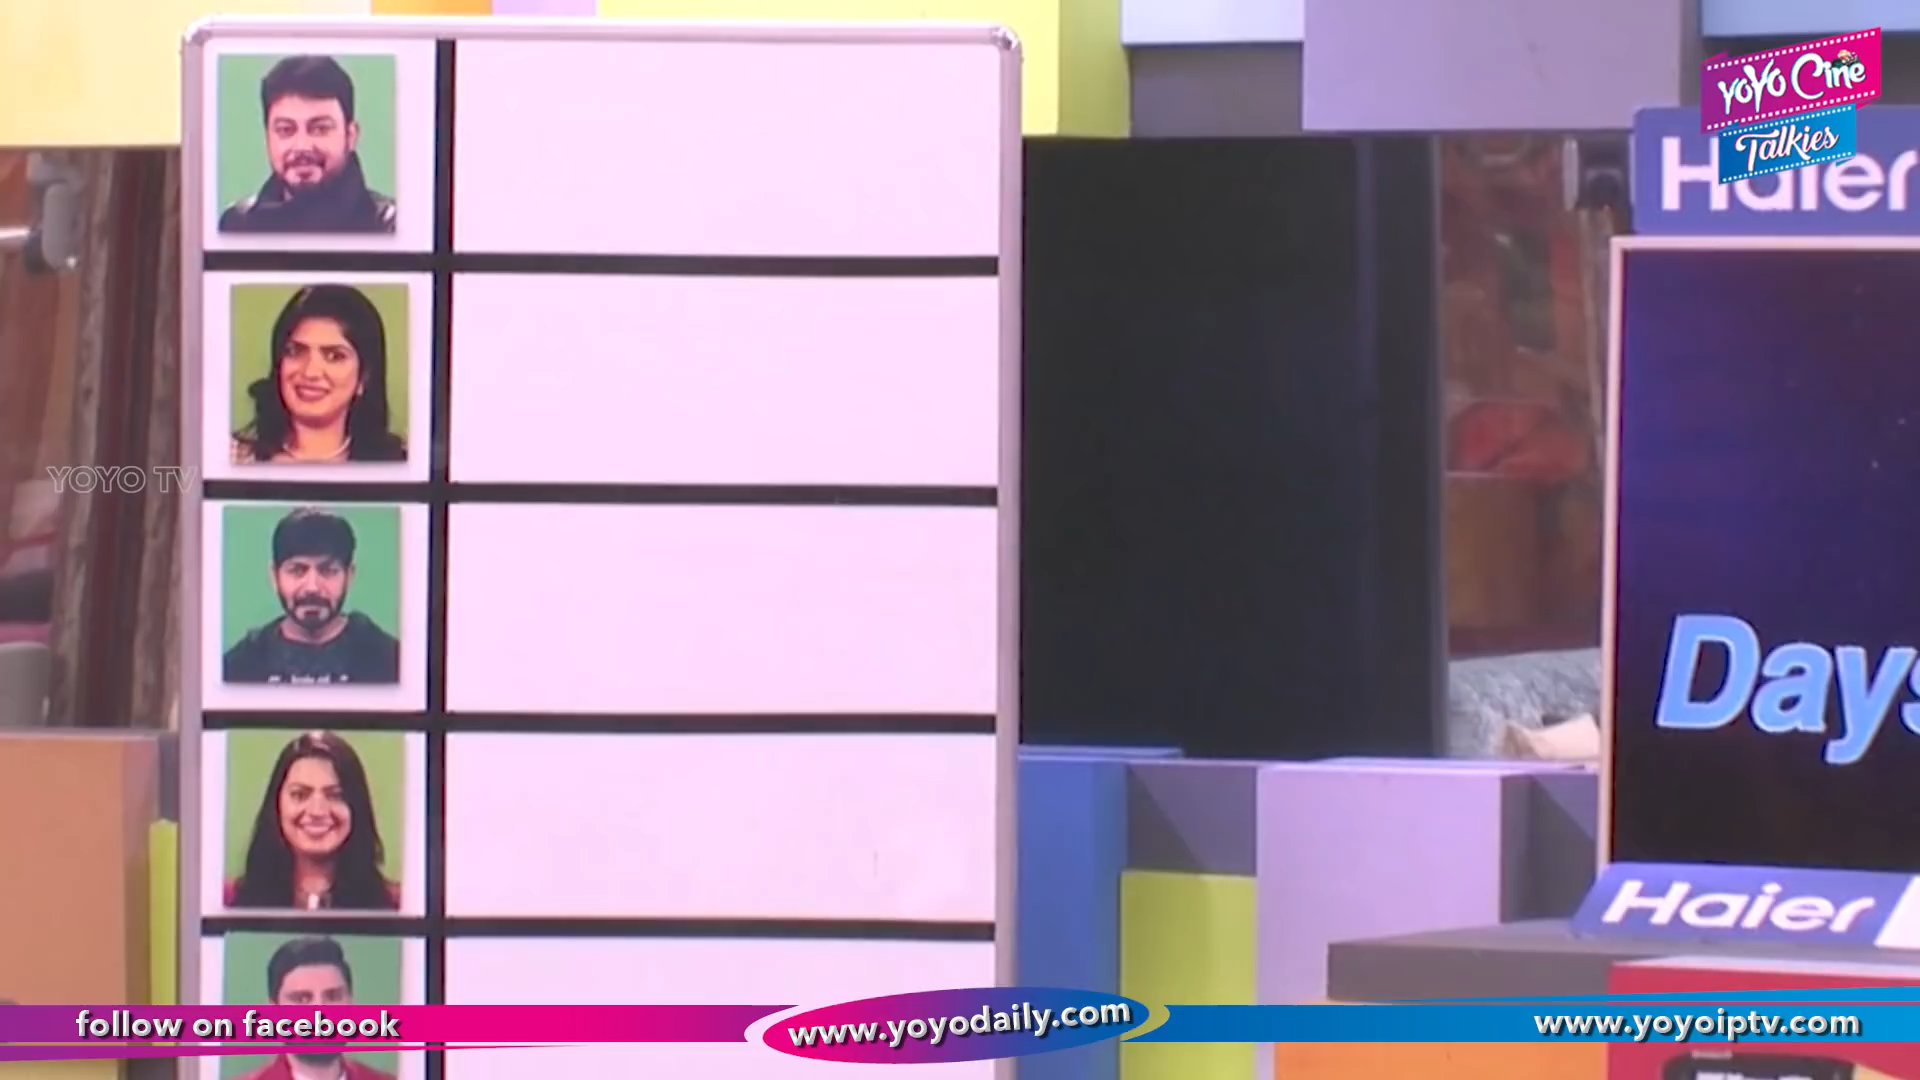 YOYO Cine
Talkies
Haier
YOYO TV
Days
Haier
follow on facebook
www.yoyodaily.com
www.yoyoiptv.com